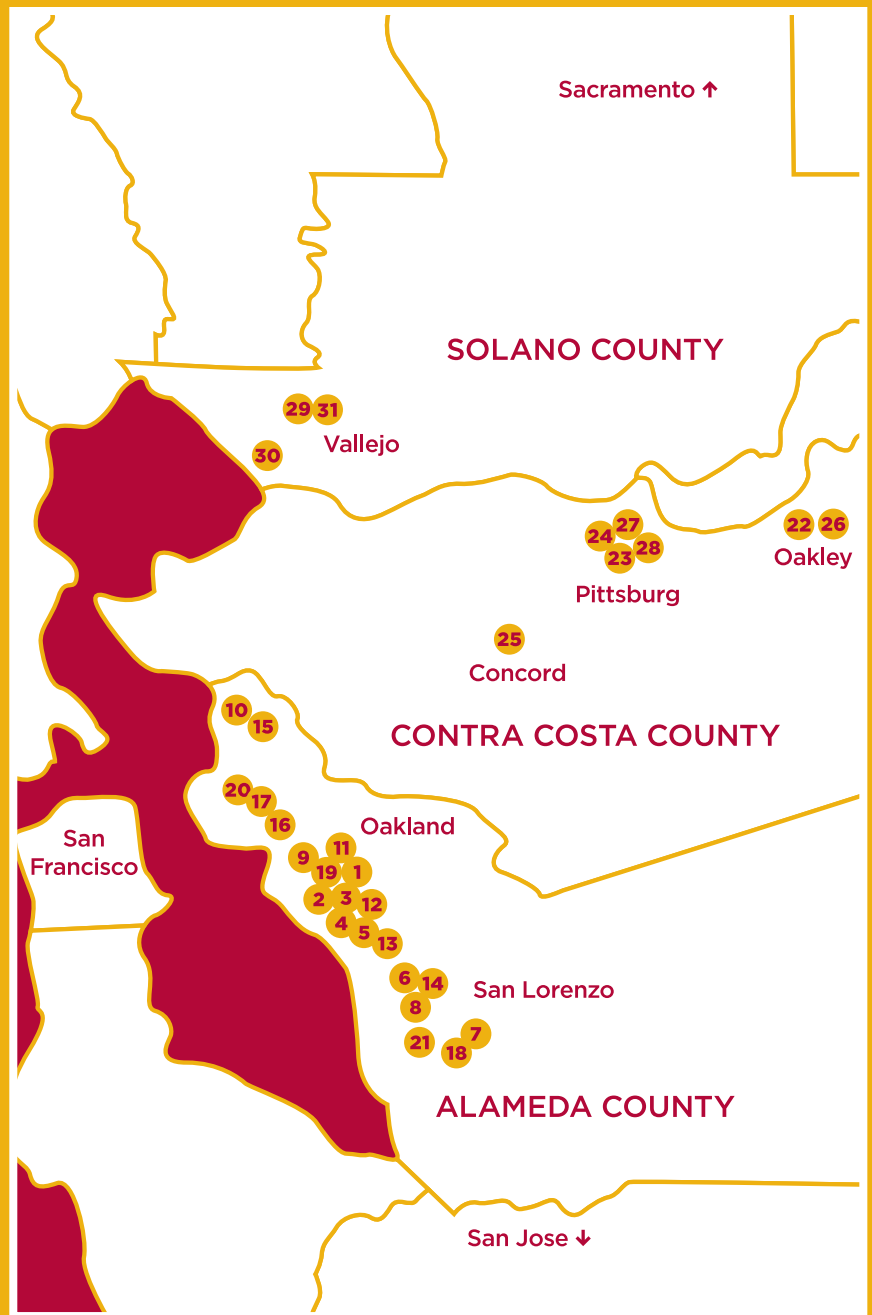 Sacramento ↑
SOLANO COUNTY
29 31
Vallejo
30
27
24
28
23
22 26
Oakley
Pittsburg
25
Concord
10
15
CONTRA COSTA COUNTY
20
17
16
Oakland
San
Francisco
11
9
19 1
2 3 12
4
5
13
6
14
San Lorenzo
8
7
21
18
ALAMEDA COUNTY
San Jose ↓